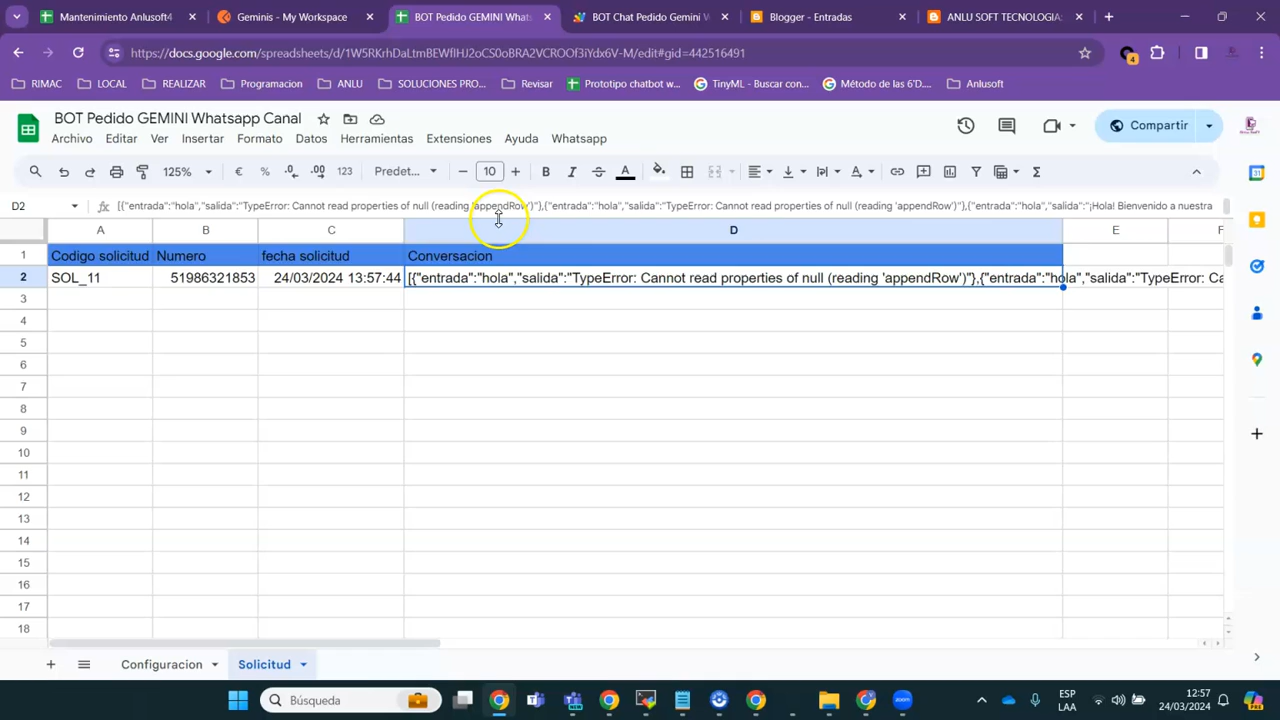 Mantenimiento Anlusoft4
Geminis - My Workspace
BOT Pedido GEMINI What
BOT Chat Pedido Gemini
Blogger - Entradas
ANLU SOFT TECNOLOGIA
https://docs.google.com/spreadsheets/d/1W5RKrhDaLtmBEWflHJ2oCS0oBRA2VCROOf3iYdx6V-M/edit#gid=442516491
4
RIMAC
LOCAL
REALIZAR
Programacion
ANLU
SOLUCIONES PRO...
Revisar
Prototipo chatbot w...
TinyML - Buscar con...
Método de las 6'D...
Anlusoft
BOT Pedido GEMINI Whatsapp Canal
Archivo Editar Ver Insertar Formato Datos Herramientas Extensiones Ayuda Whatsapp
Compartir
125% € % .0 .00 123 Predet... 10 B I S A
D2
fx [{"entrada":"hola","salida":"TypeError: Cannot read properties of null (reading 'appendRow')"},{"entrada":"hola","salida":"TypeError: Cannot read properties of null (reading 'appendRow')"},{"entrada":"hola","salida":"¡Hola! Bienvenido a nuestra
A B C D E F
1 Codigo solicitud Numero fecha solicitud Conversacion
2 SOL_11 51986321853 24/03/2024 13:57:44 [{"entrada":"hola","salida":"TypeError: Cannot read properties of null (reading 'appendRow')"},{"entrada":"hola","salida":"TypeError: Ca
3
4
5
6
7
8
9
10
11
12
13
14
15
16
17
18
Configuracion
Solicitud
Búsqueda
ESP
LAA
12:57
24/03/2024